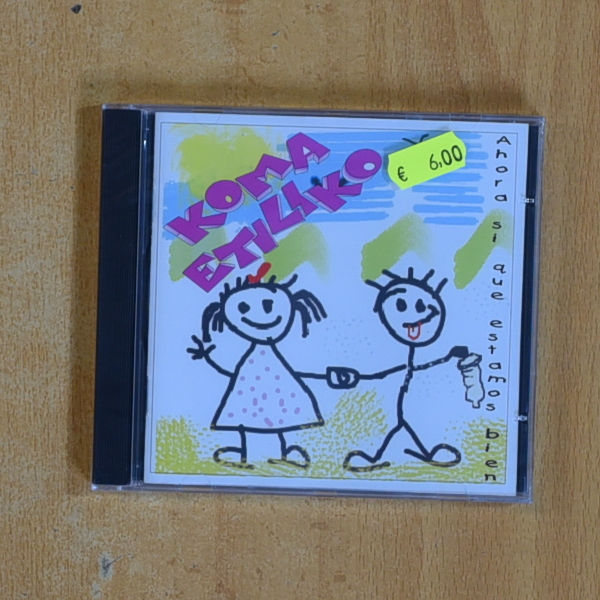 KOMA
ETILIKO
€ 6,00
Ahora si que estamos bien